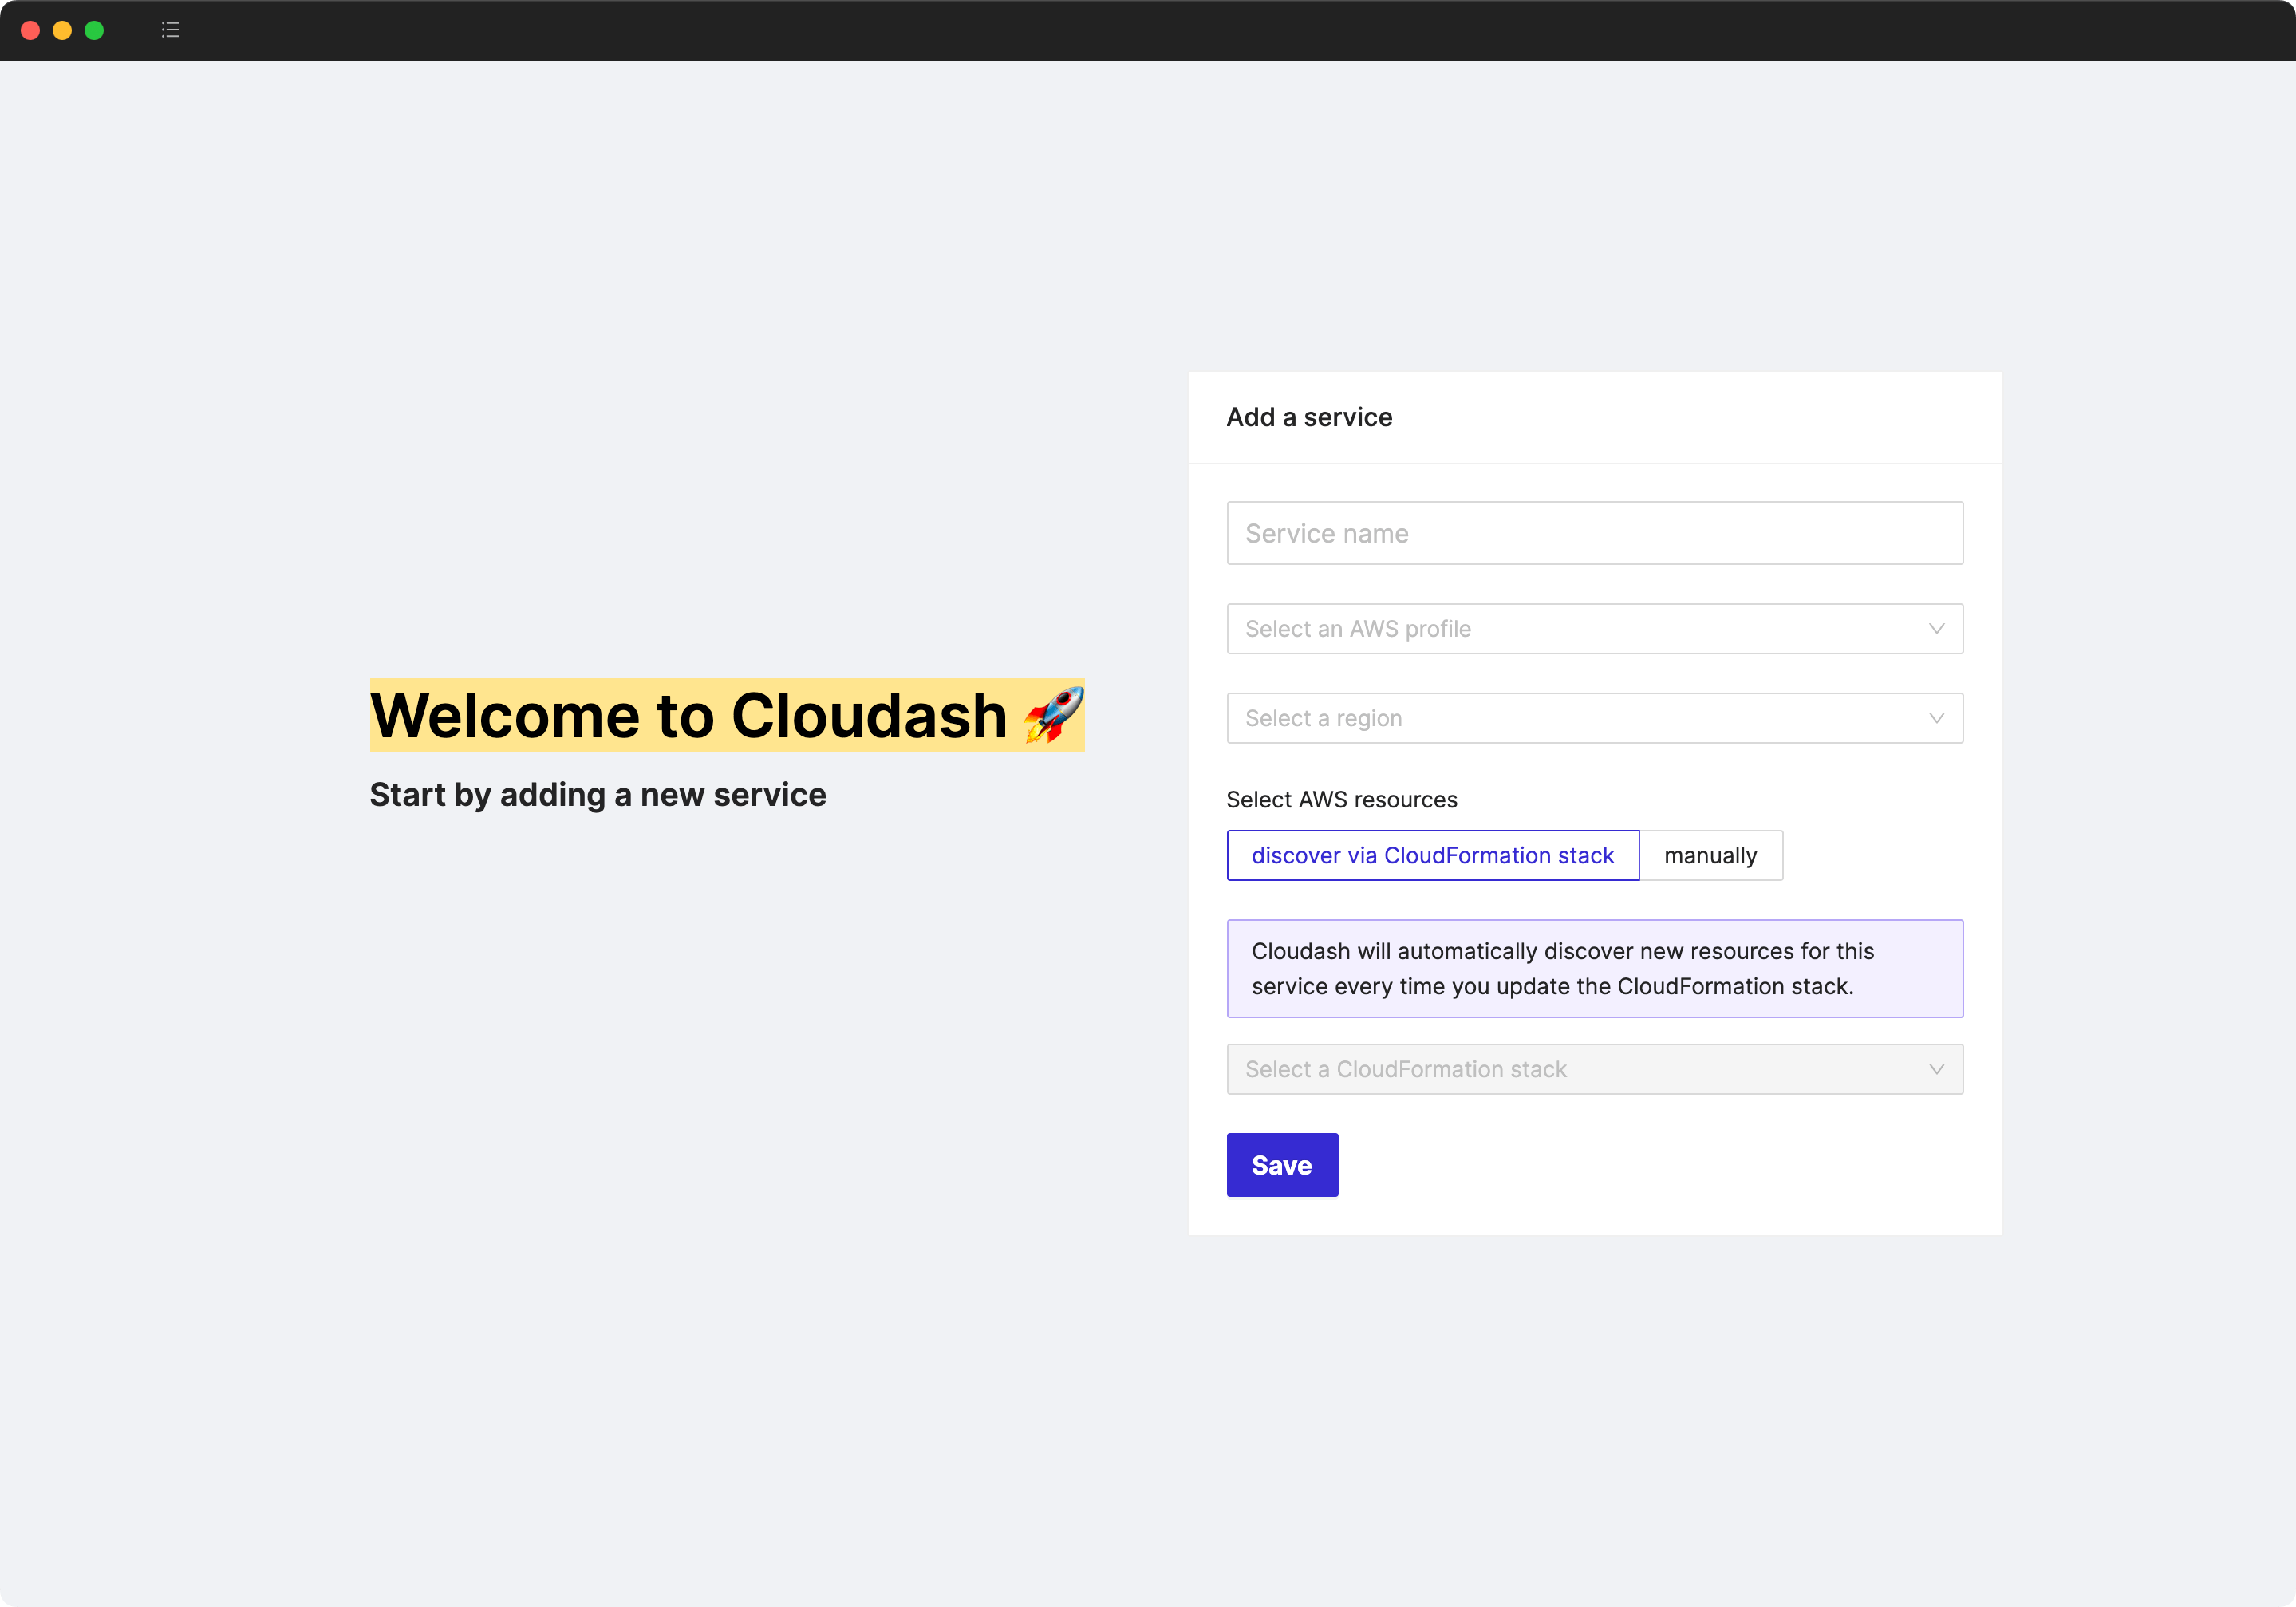 Welcome to Cloudash 🚀
Start by adding a new service
Add a service
Service name
Select an AWS profile
Select a region
Select AWS resources
discover via CloudFormation stack
manually
Cloudash will automatically discover new resources for this
service every time you update the CloudFormation stack.
Select a CloudFormation stack
Save